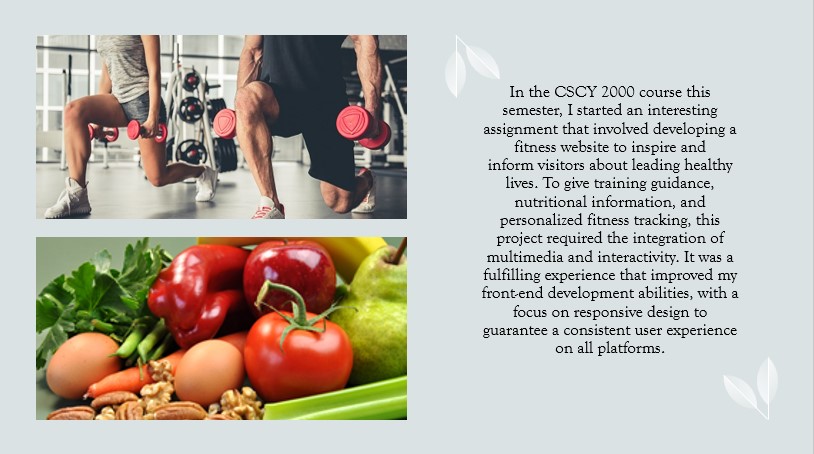 In the CSCY 2000 course this
semester, I started an interesting
assignment that involved developing a
fitness website to inspire and
inform visitors about leading healthy
lives. To give training guidance,
nutritional information, and
personalized fitness tracking, this
project required the integration of
multimedia and interactivity. It was a
fulfilling experience that improved my
front-end development abilities, with a
focus on responsive design to
guarantee a consistent user experience
on all platforms.